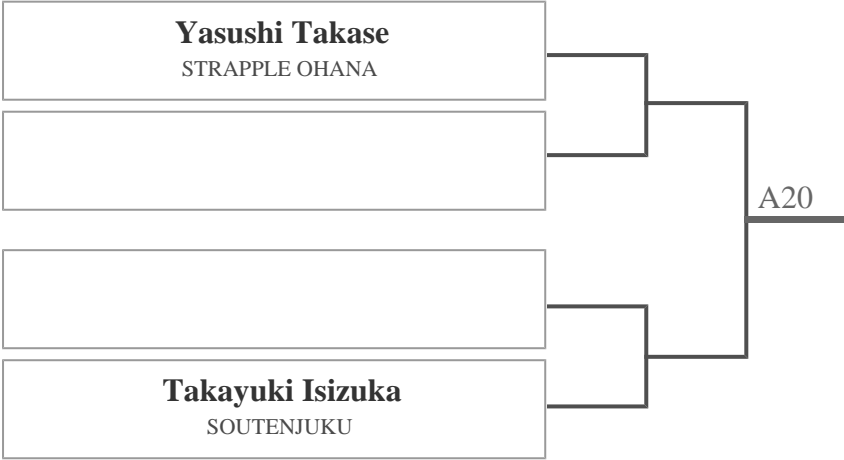 Yasushi Takase
STRAPPLE OHANA
A20
Takayuki Isizuka
SOUTENJUKU